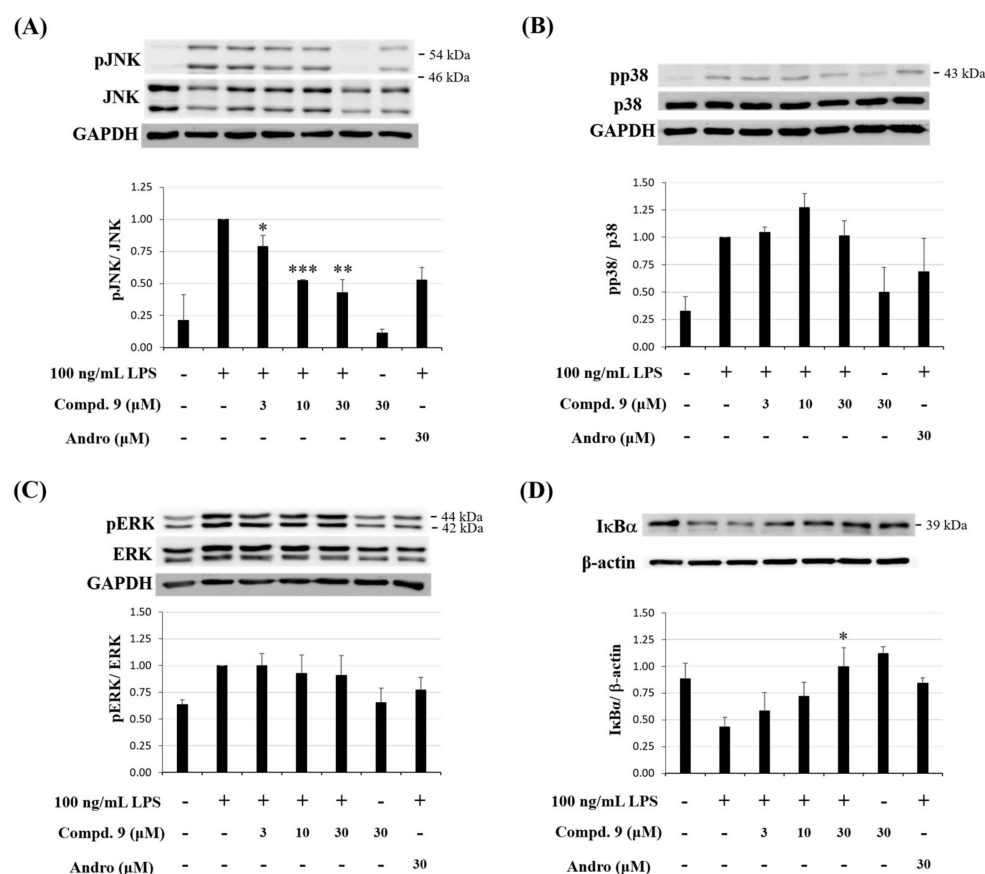 (A)
pJNK
- 54 kDa
- 46 kDa
JNK
GAPDH
1.25
1.00
0.75
0.50
0.25
0.00
pJNK/ JNK
*
***
**
100 ng/mL LPS - + + + + - +
Compd. 9 (μM) - - 3 10 30 30 -
Andro (μM) - - - - - - 30
(B)
pp38
- 43 kDa
p38
GAPDH
1.50
1.25
1.00
0.75
0.50
0.25
0.00
pp38/ p38
100 ng/mL LPS - + + + + - +
Compd. 9 (μM) - - 3 10 30 30 -
Andro (μM) - - - - - - 30
(C)
pERK
- 44 kDa
- 42 kDa
ERK
GAPDH
1.50
1.25
1.00
0.75
0.50
0.25
0.00
pERK/ ERK
100 ng/mL LPS - + + + + - +
Compd. 9 (μM) - - 3 10 30 30 -
Andro (μM) - - - - - - 30
(D)
IκBα
- 39 kDa
β-actin
1.50
1.25
1.00
0.75
0.50
0.25
0.00
IκBα/ β-actin
*
100 ng/mL LPS - + + + + - +
Compd. 9 (μM) - - 3 10 30 30 -
Andro (μM) - - - - - - 30